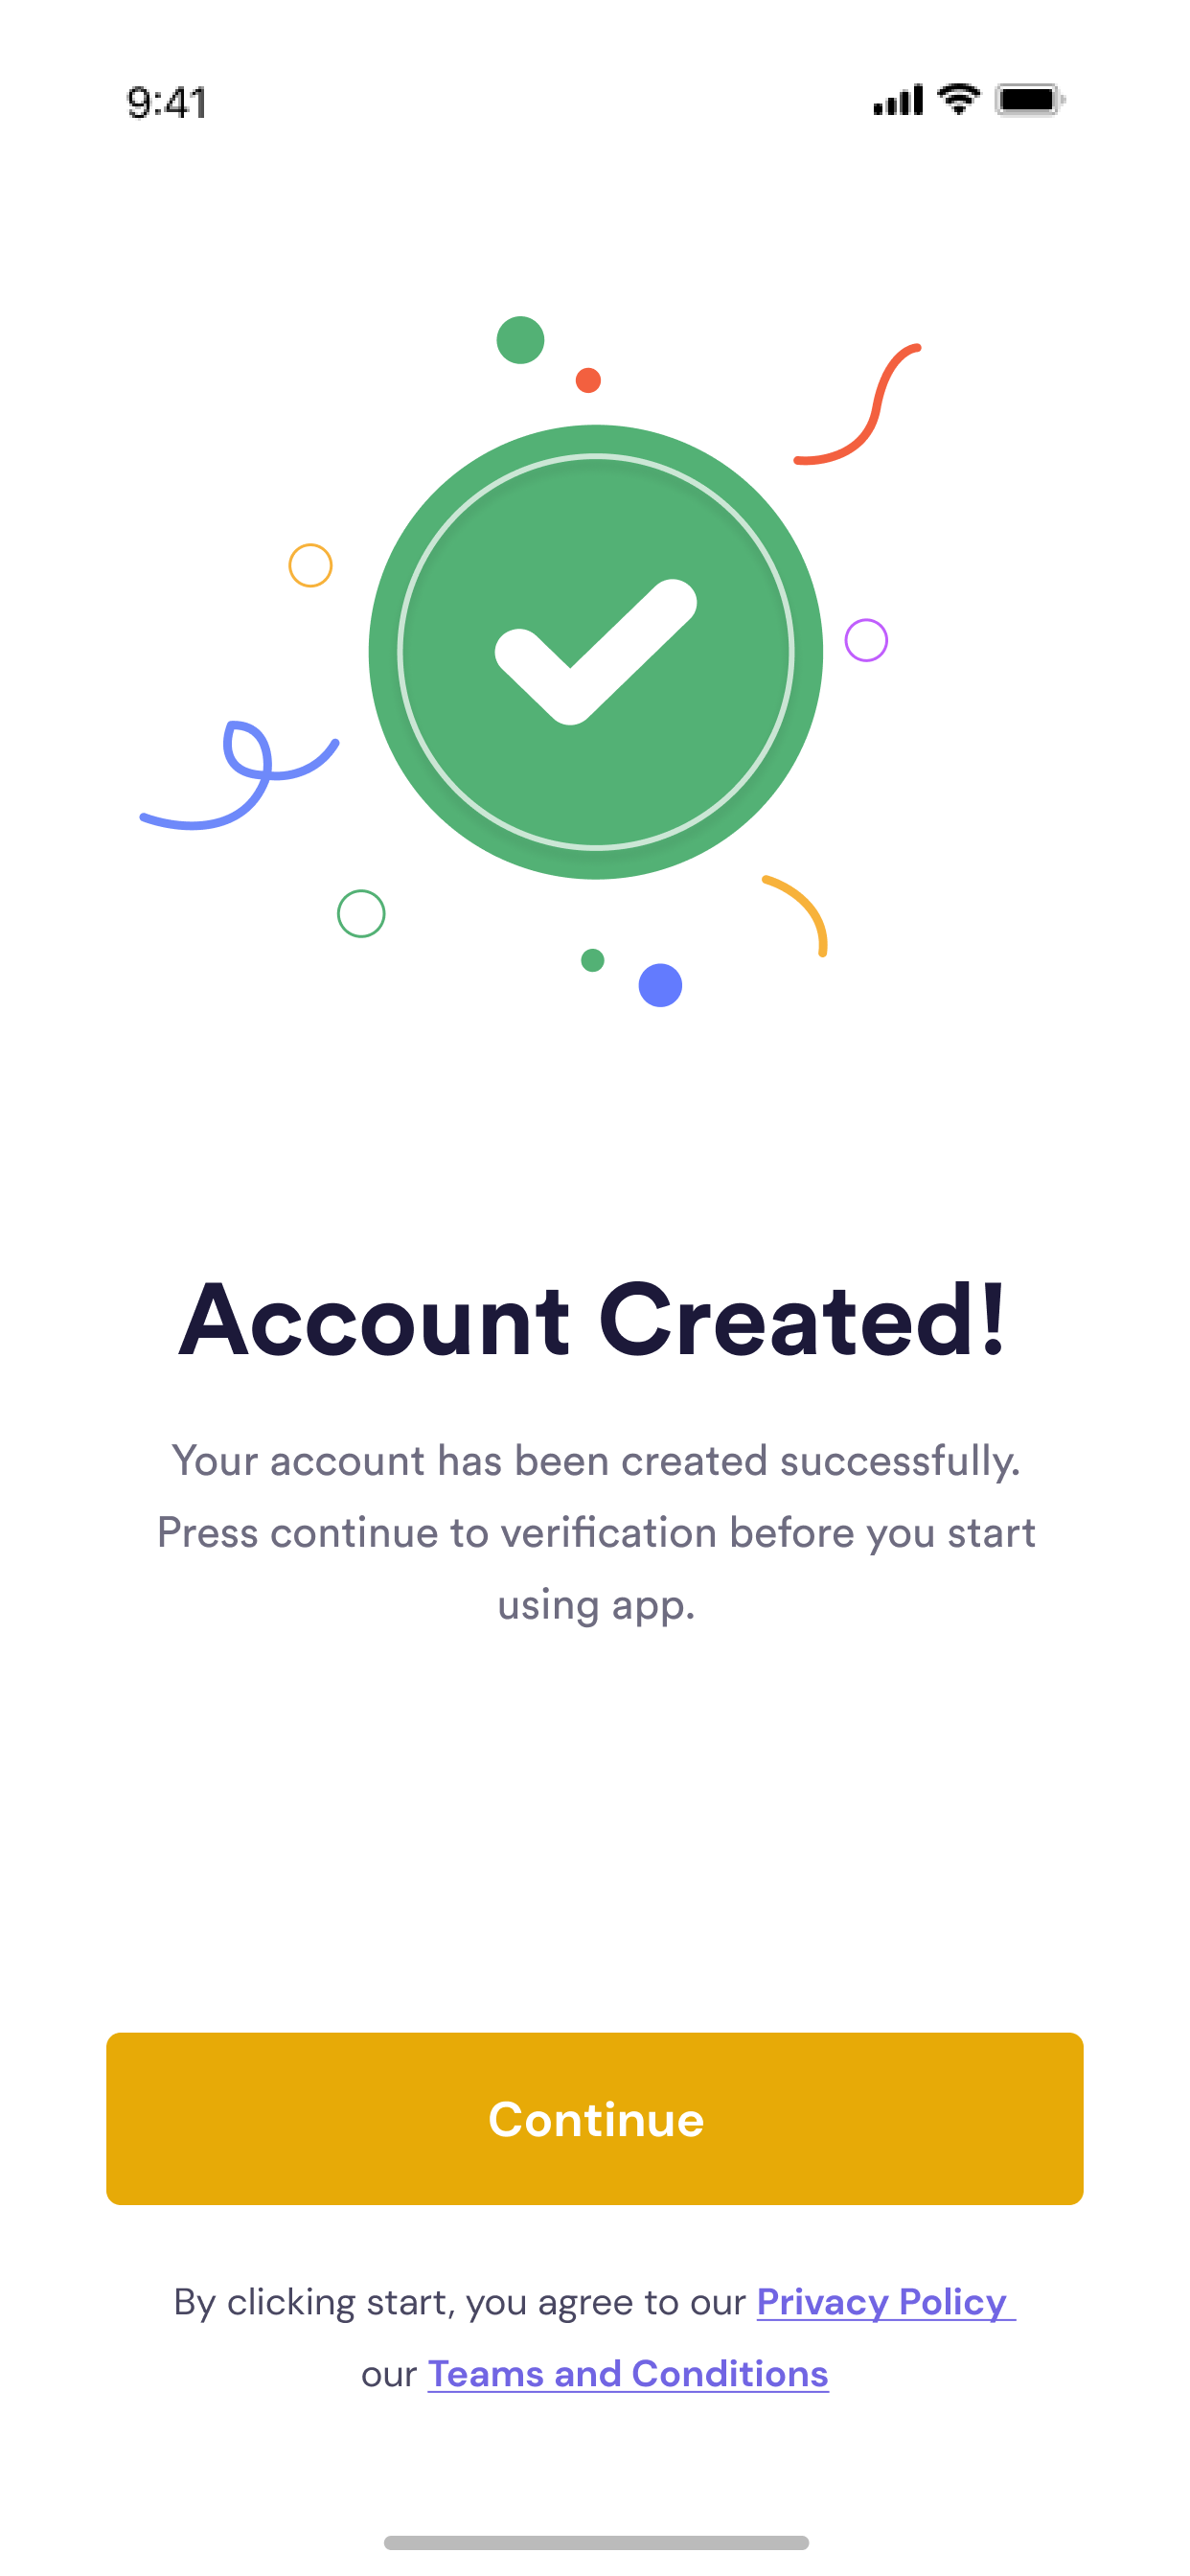 9:41
Account Created!
Your account has been created successfully.
Press continue to verification before you start
using app.
Continue
By clicking start, you agree to our Privacy Policy
our Teams and Conditions